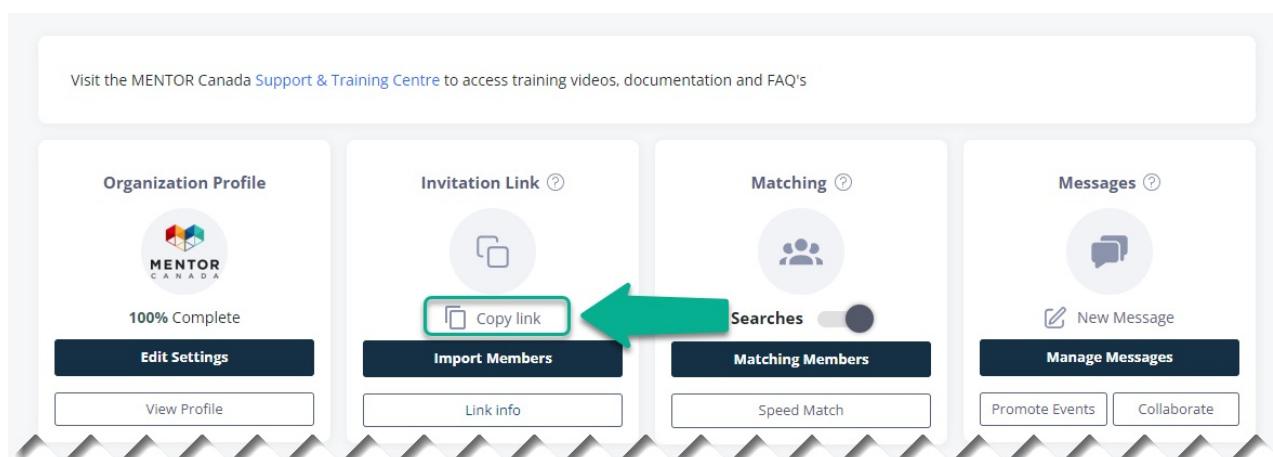 Visit the MENTOR Canada Support & Training Centre to access training videos, documentation and FAQ's
Organization Profile
MENTOR
CANADA
100% Complete
Edit Settings
View Profile
Invitation Link ?
Copy link
Import Members
Link info
Matching ?
Searches
Matching Members
Speed Match
Messages ?
New Message
Manage Messages
Promote Events
Collaborate